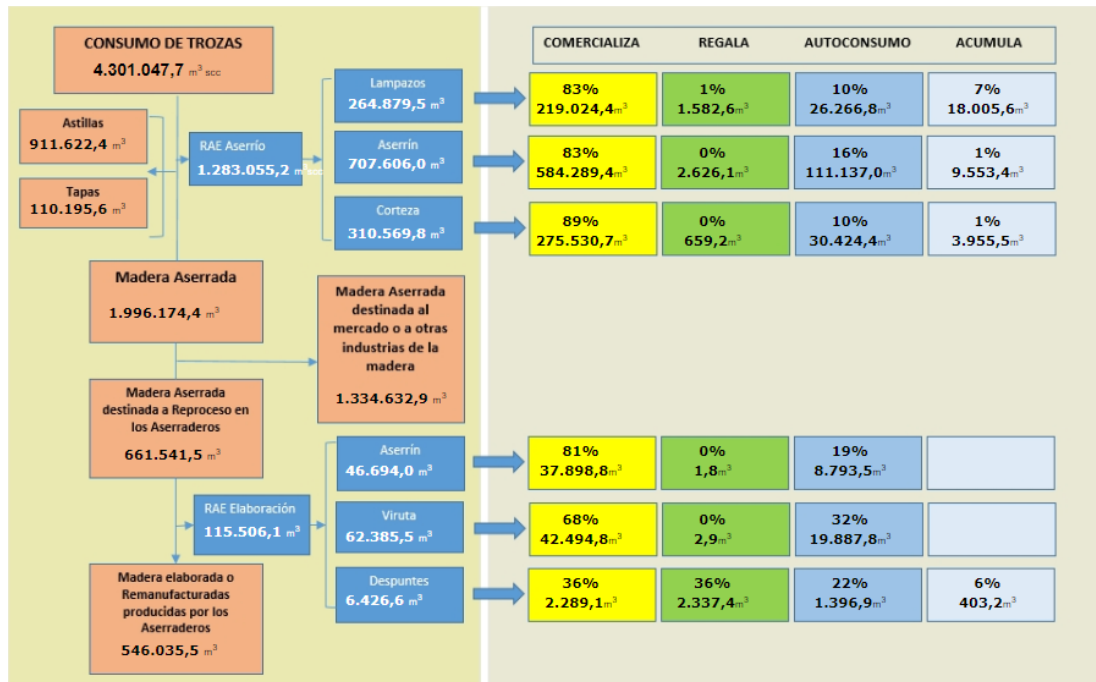 CONSUMO DE TROZAS
4.301.047,7 m³ scc
Astillas
911.622,4 m³
Tapas
110.195,6 m³
RAE Aserrío
1.283.055,2 m³scc
Lampazos
264.879,5 m³
Aserrín
707.606,0 m³
Corteza
310.569,8 m³
Madera Aserrada
1.996.174,4 m³
Madera Aserrada
destinada al
mercado o a otras
industrias de la
madera
1.334.632,9 m³
Madera Aserrada
destinada a Reproceso en
los Aserraderos
661.541,5 m³
RAE Elaboración
115.506,1 m³
Aserrín
46.694,0 m³
Viruta
62.385,5 m³
Despuntes
6.426,6 m³
Madera elaborada o
Remanufacturadas
producidas por los
Aserraderos
546.035,5 m³
COMERCIALIZA REGALA AUTOCONSUMO ACUMULA
83% 1% 10% 7%
219.024,4m³ 1.582,6m³ 26.266,8m³ 18.005,6m³
83% 0% 16% 1%
584.289,4m³ 2.626,1m³ 111.137,0m³ 9.553,4m³
89% 0% 10% 1%
275.530,7m³ 659,2m³ 30.424,4m³ 3.955,5m³
81% 0% 19%
37.898,8m³ 1,8m³ 8.793,5m³
68% 0% 32%
42.494,8m³ 2,9m³ 19.887,8m³
36% 36% 22% 6%
2.289,1m³ 2.337,4m³ 1.396,9m³ 403,2m³